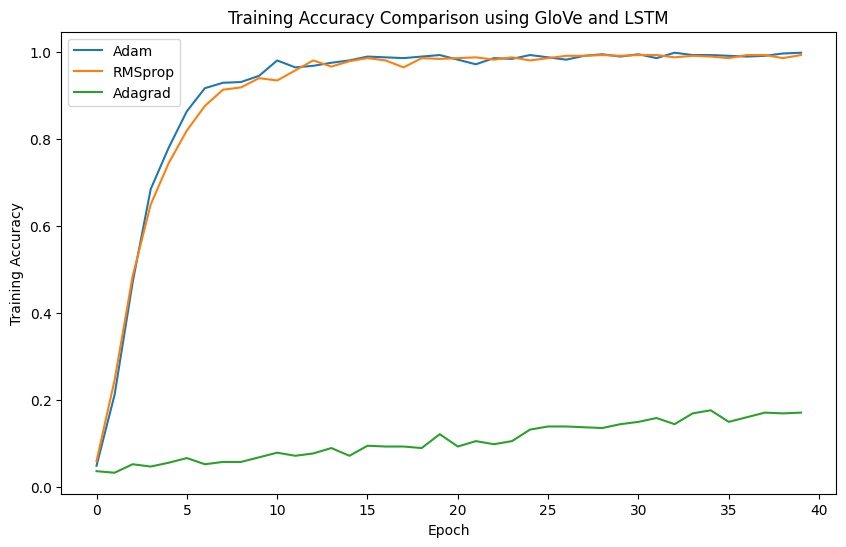 Training Accuracy Comparison using GloVe and LSTM
Adam
RMSprop
Adagrad
Training Accuracy
1.0
0.8
0.6
0.4
0.2
0.0
0 5 10 15 20 25 30 35 40
Epoch